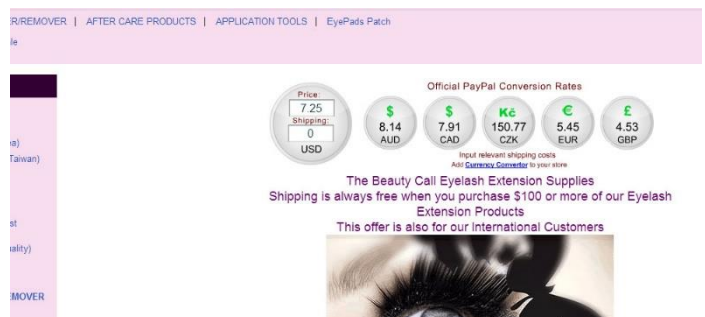 ER/REMOVER | AFTER CARE PRODUCTS | APPLICATION TOOLS | EyePads Patch
le
Price:
7.25
Shipping:
0
USD
Official PayPal Conversion Rates
$
8.14
AUD
$
7.91
CAD
Kč
150.77
CZK
€
5.45
EUR
£
4.53
GBP
Input relevant shipping costs
Add Currency Convertor to your store
ea)
Taiwan)
The Beauty Call Eyelash Extension Supplies
Shipping is always free when you purchase $100 or more of our Eyelash
Extension Products
This offer is also for our International Customers
st
uality)
EMOVER